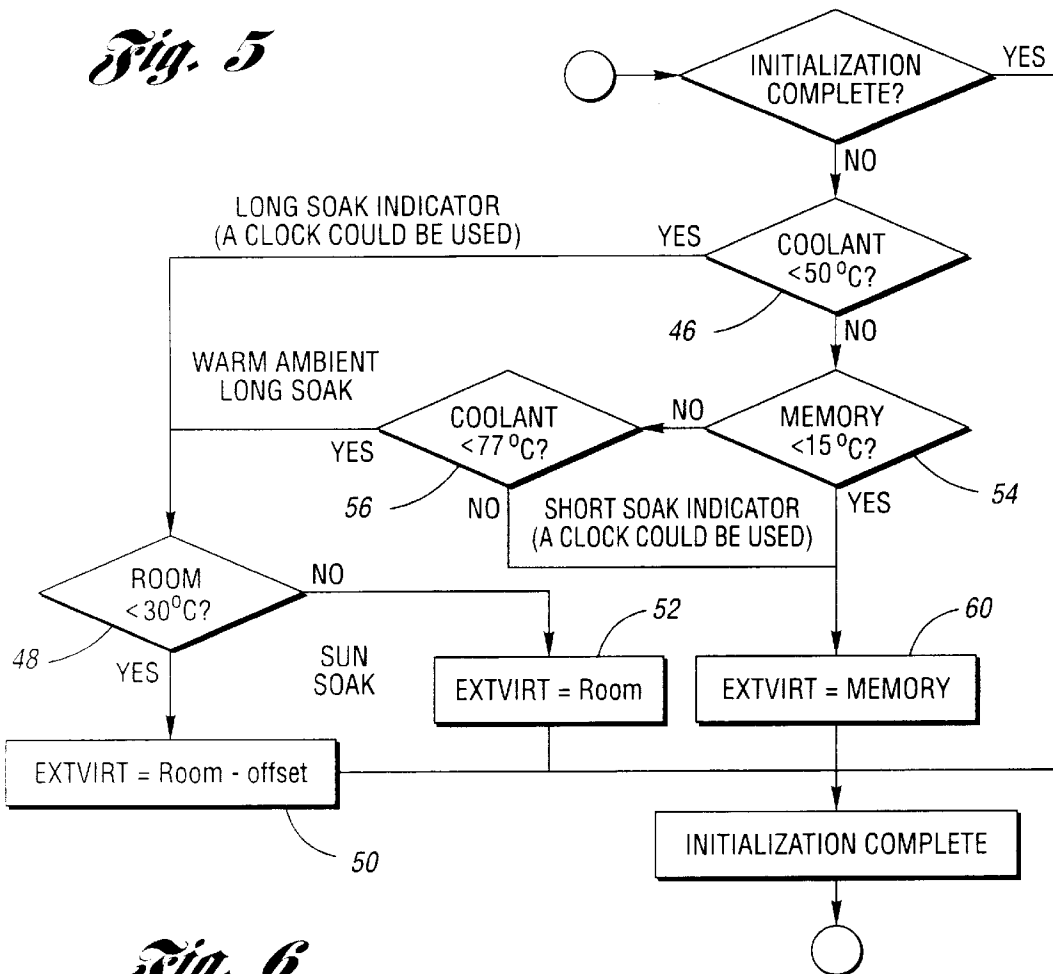 Fig. 5
INITIALIZATION
COMPLETE?
YES
NO
LONG SOAK INDICATOR
(A CLOCK COULD BE USED)
YES
COOLANT
<50°C?
46
NO
WARM AMBIENT
LONG SOAK
YES
COOLANT
<77°C?
56
NO
NO
MEMORY
<15°C?
54
YES
SHORT SOAK INDICATOR
(A CLOCK COULD BE USED)
ROOM
<30°C?
48
NO
YES
SUN
SOAK
52
EXTVIRT = Room
60
EXTVIRT = MEMORY
EXTVIRT = Room - offset
50
INITIALIZATION COMPLETE
Fig. 6